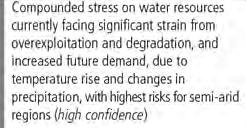 Compounded stress on water resources
currently facing significant strain from
overexploitation and degradation, and
increased future demand, due to
temperature rise and changes in
precipitation, with highest risks for semi-arid
regions (high confidence)